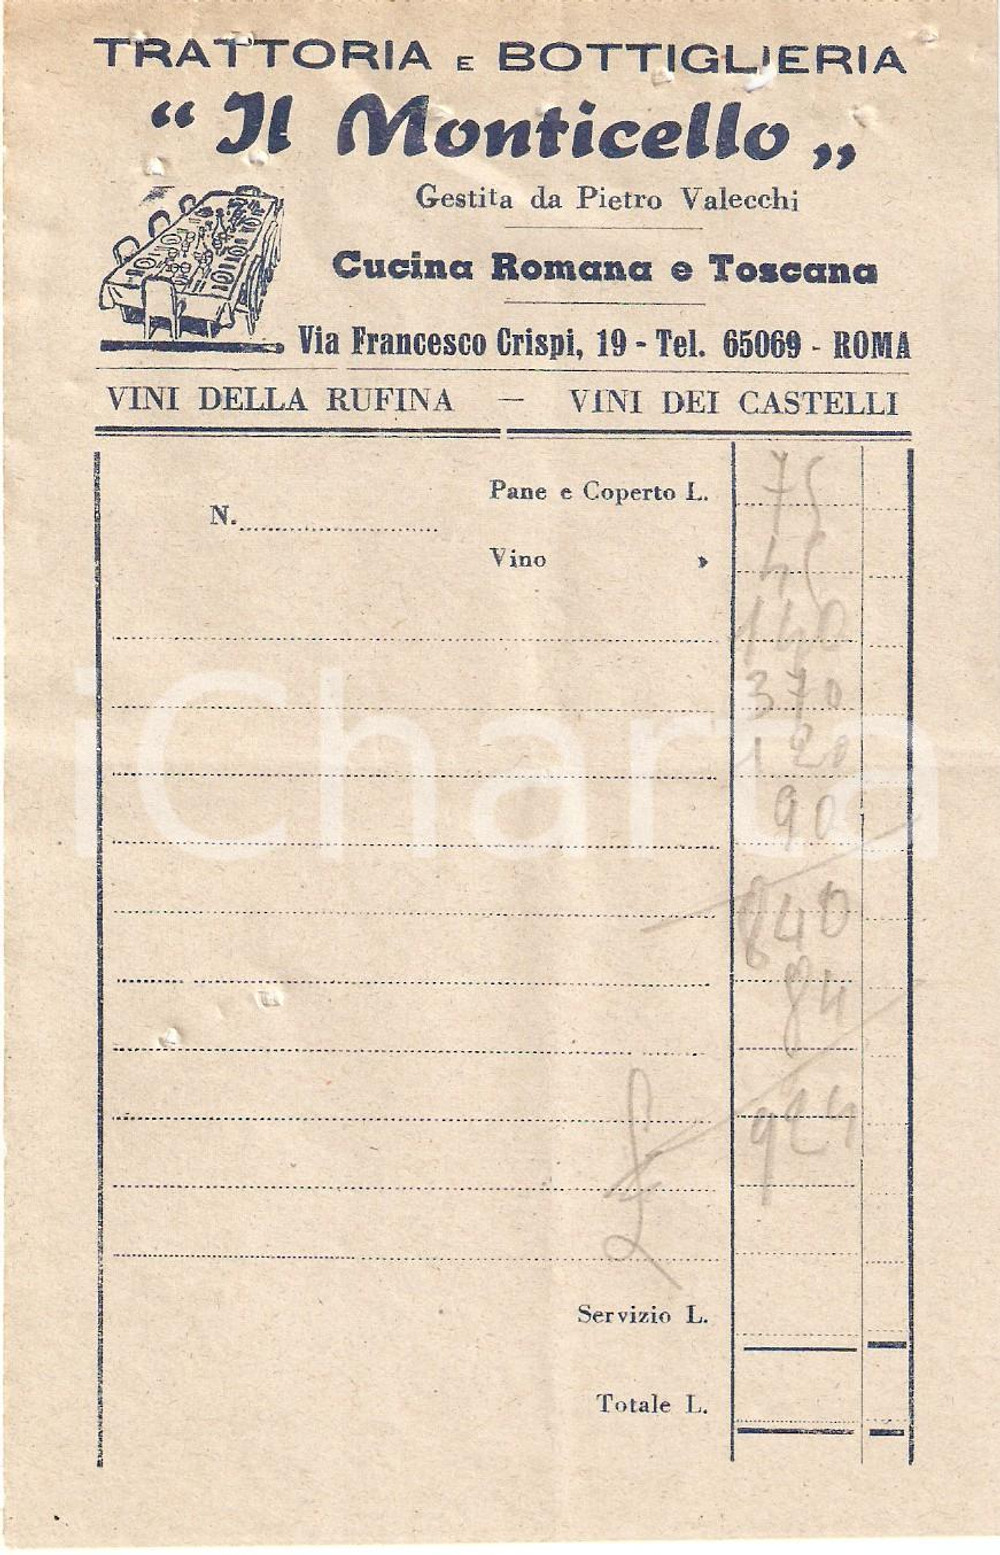 TRATTORIA E BOTTIGLIERIA
“Il Monticello„
Gestita da Pietro Valecchi
Cucina Romana e Toscana
Via Francesco Crispi, 19 - Tel. 65069 - ROMA
VINI DELLA RUFINA — VINI DEI CASTELLI
Pane e Coperto L. 75
N.
Vino » 45
140
370
120
90
840
84
£ 924
Servizio L.
Totale L.
iCharta